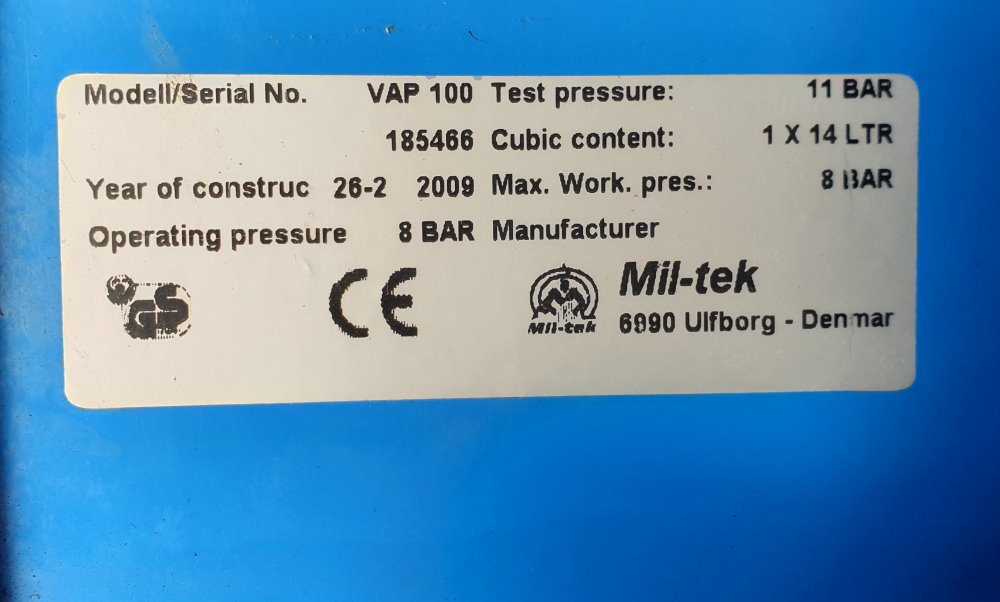 Modell/Serial No. VAP 100 Test pressure: 11 BAR
185466 Cubic content: 1 X 14 LTR
Year of construc 26-2 2009 Max. Work. pres.: 8 BAR
Operating pressure 8 BAR Manufacturer
GS CE Mil-tek Mil-tek
6990 Ulfborg - Denmar